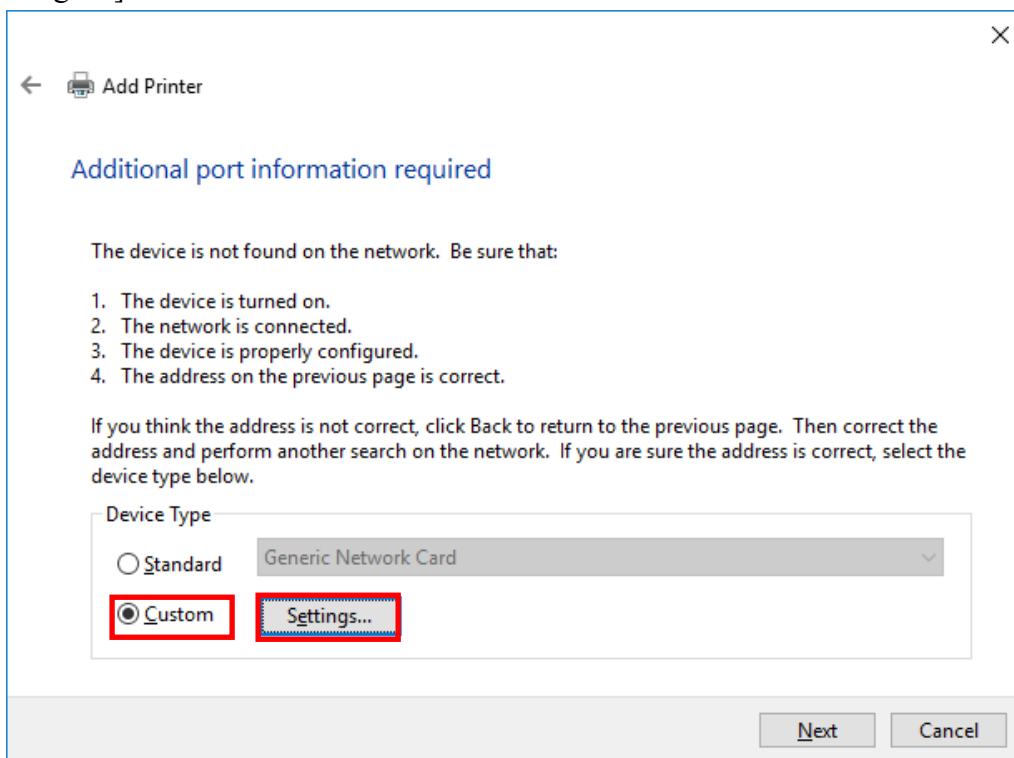 Add Printer
Additional port information required
The device is not found on the network.  Be sure that:
1.  The device is turned on.
2.  The network is connected.
3.  The device is properly configured.
4.  The address on the previous page is correct.
If you think the address is not correct, click Back to return to the previous page.  Then correct the
address and perform another search on the network.  If you are sure the address is correct, select the
device type below.
Device Type
Standard
Generic Network Card
Custom
Settings...
Next
Cancel